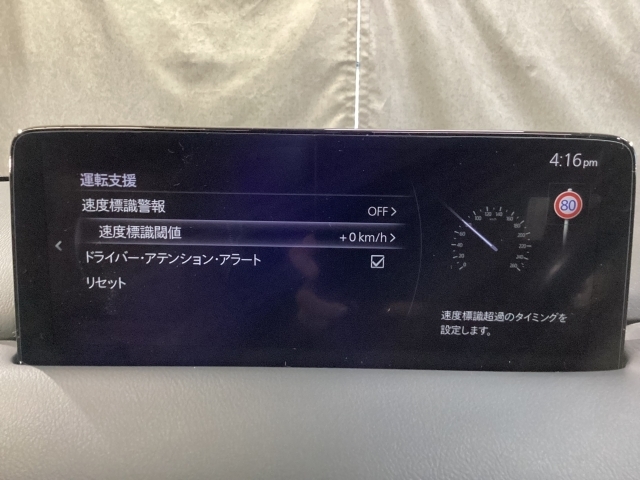 4:16pm
運転支援
速度標識警報 OFF
速度標識閾値 +0km/h
ドライバー・アテンション・アラート
リセット
80
速度標識超過のタイミングを
設定します。